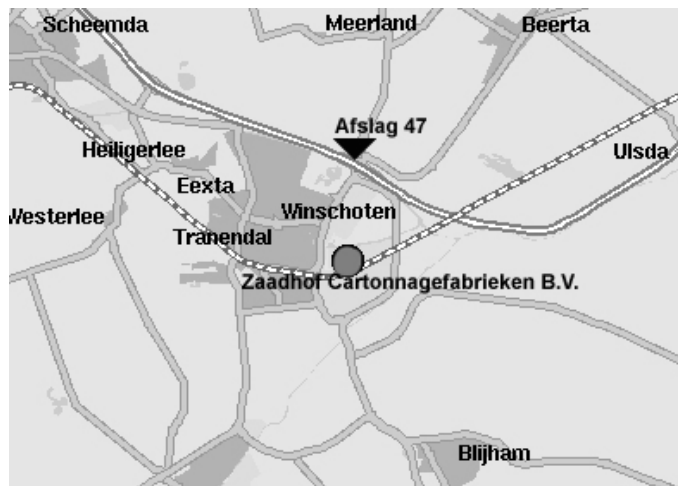 Scheemda
Meerland
Beerta
Afslag 47
Heiligerlee
Ulsda
Eexta
Westerlee
Winschoten
Tranendal
Zaadhof Cartonnagefabrieken B.V.
Blijham